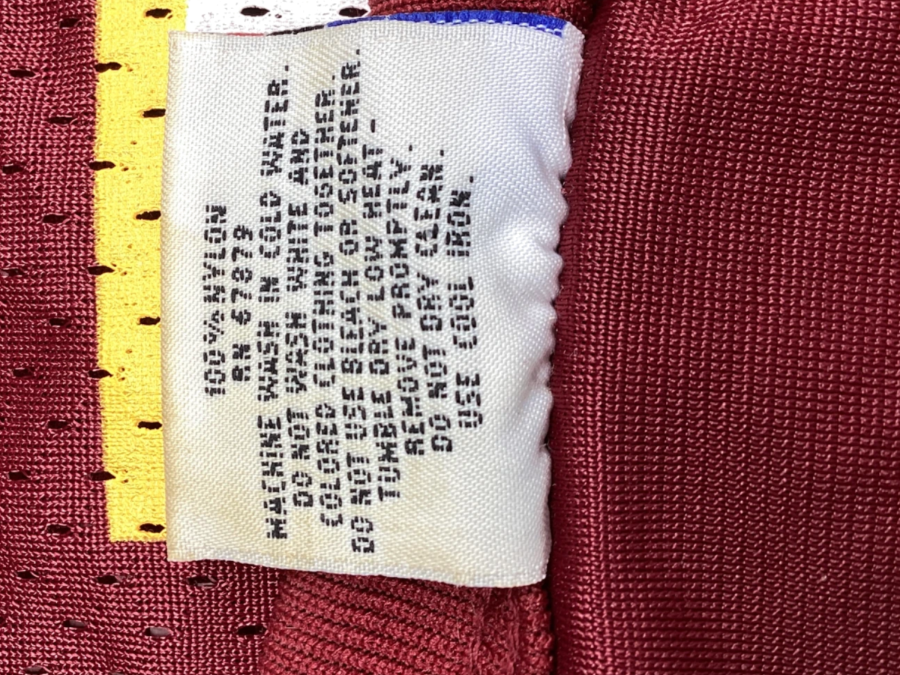 100% NYLON
RN 67079
MACHINE WASH IN COLD WATER.
DO NOT WASH WHITE AND
COLORED CLOTHING TOGETHER.
DO NOT USE BLEACH OR SOFTENER.
TUMBLE DRY LOW HEAT-
REMOVE PROMPTLY.
DO NOT DRY CLEAN.
USE COOL IRON.